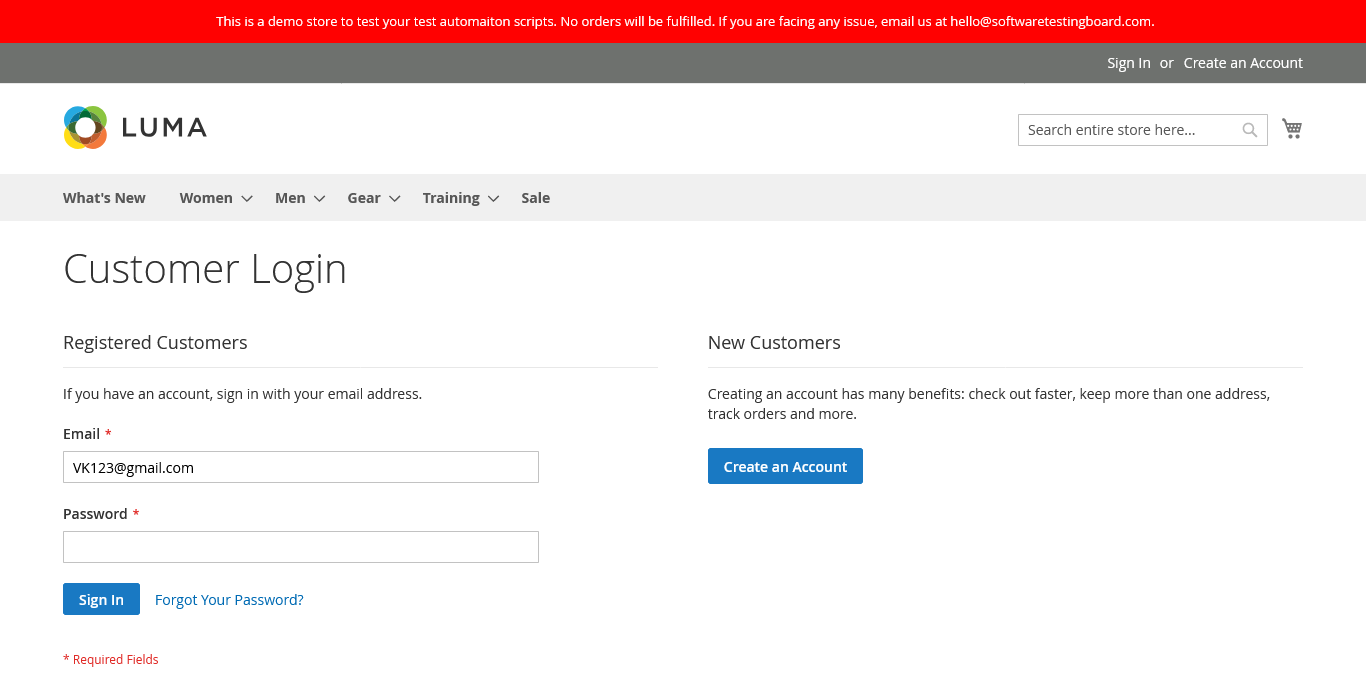 This is a demo store to test your test automaiton scripts. No orders will be fulfilled. If you are facing any issue, email us at hello@softwaretestingboard.com.
Sign In or Create an Account
LUMA
Search entire store here...
What's New Women Men Gear Training Sale
Customer Login
Registered Customers
If you have an account, sign in with your email address.
Email *
VK123@gmail.com
Password *
Sign In Forgot Your Password?
* Required Fields
New Customers
Creating an account has many benefits: check out faster, keep more than one address,
track orders and more.
Create an Account